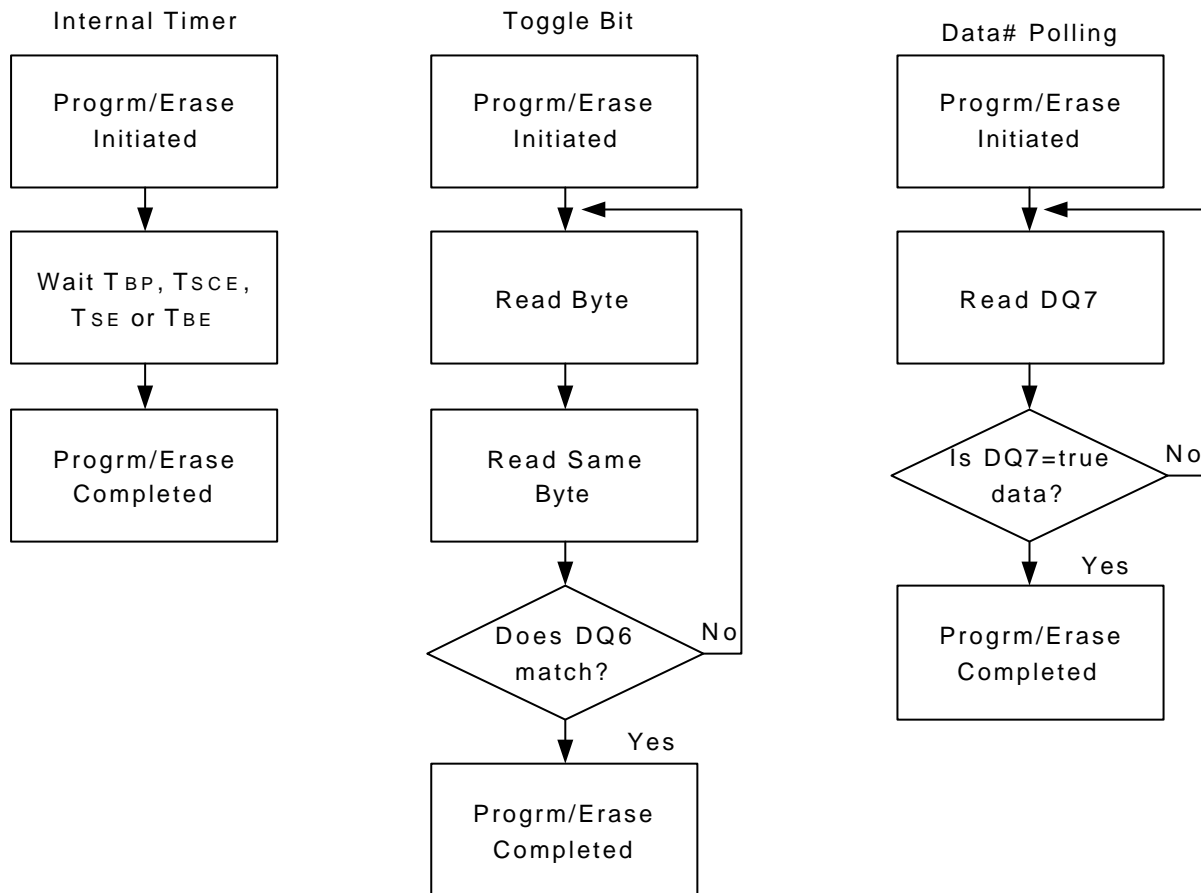 Internal Timer
Progrm/Erase
Initiated
Wait TBP, TSCE,
TSE or TBE
Progrm/Erase
Completed
Toggle Bit
Progrm/Erase
Initiated
Read Byte
Read Same
Byte
Does DQ6
match?
No
Yes
Progrm/Erase
Completed
Data# Polling
Progrm/Erase
Initiated
Read DQ7
Is DQ7=true
data?
No
Yes
Progrm/Erase
Completed